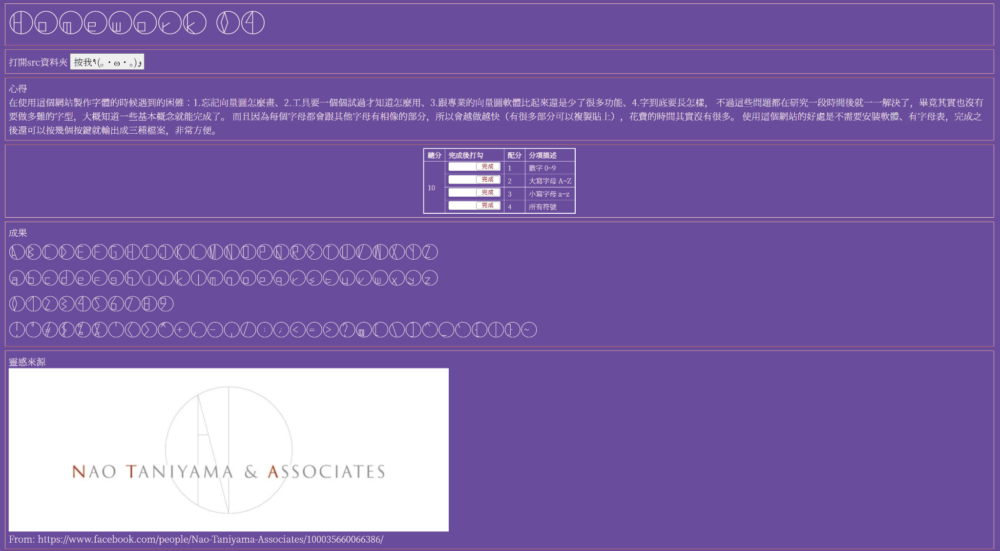 Homework 04
打開src資料夾 按我٩(。・ω・。)و
心得
在使用這個網站製作字體的時候遇到的困難：1.忘記向量圖怎麼畫、2.工具要一個個試過才知道怎麼用、3.跟專業的向量圖軟體比起來還是少了很多功能、4.字到底要長怎樣， 不過這些問題都在研究一段時間後就一一解決了，畢竟其實也沒有
要做多難的字型，大概知道一些基本概念就能完成了。 而且因為每個字母都會跟其他字母有相像的部分，所以會越做越快（有很多部分可以複製貼上），花費的時間其實沒有很多。 使用這個網站的好處是不需要安裝軟體、有字母表，完成之
後還可以按幾個按鍵就輸出成三種檔案，非常方便。
總分 完成後打勾 配分 分項描述
10 完成 1 數字 0~9
完成 2 大寫字母 A~Z
完成 3 小寫字母 a~z
完成 4 所有符號
成果
ABCDEFGHIJKLMNOPQRSTUVWXYZ
abcdefghijklmnopqrstuvwxyz
0123456789
!"#$%&'()*+,-./:;<=>?@[\]^_`{|}~
靈感來源
NAO TANIYAMA & ASSOCIATES
From: https://www.facebook.com/people/Nao-Taniyama-Associates/100035660066386/